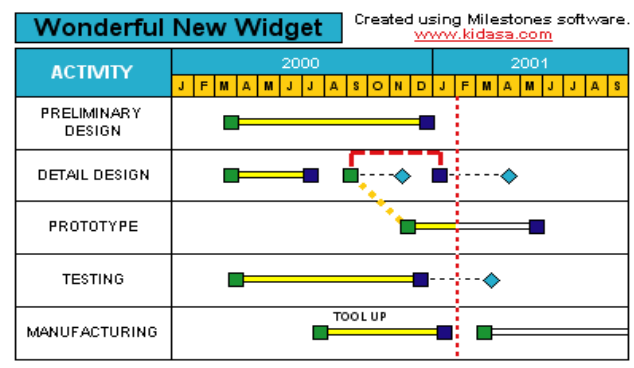 Wonderful New Widget
Created using Milestones software.
www.kidasa.com
ACTIVITY
2000 2001
J F M A M J J A S O N D J F M A M J J A S
PRELIMINARY
DESIGN
DETAIL DESIGN
PROTOTYPE
TESTING
TOOL UP
MANUFACTURING